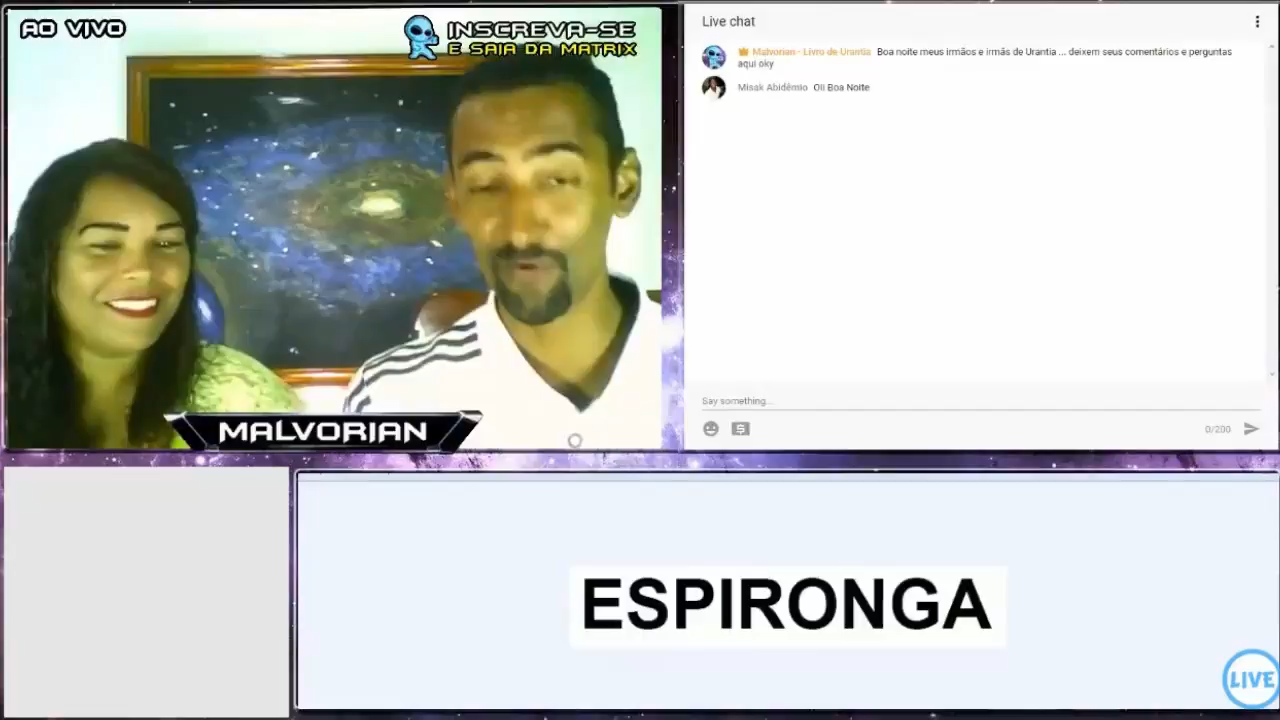 AO VIVO
INSCREVA-SE
E SAIA DA MATRIX
MALVORIAN
Live chat
Malvorian - Livro de Urantia Boa noite meus irmãos e irmãs de Urantia ... deixem seus comentários e perguntas
aqui oky
Misak Abidêmio Oii Boa Noite
Say something...
0/200
ESPIRONGA
LIVE